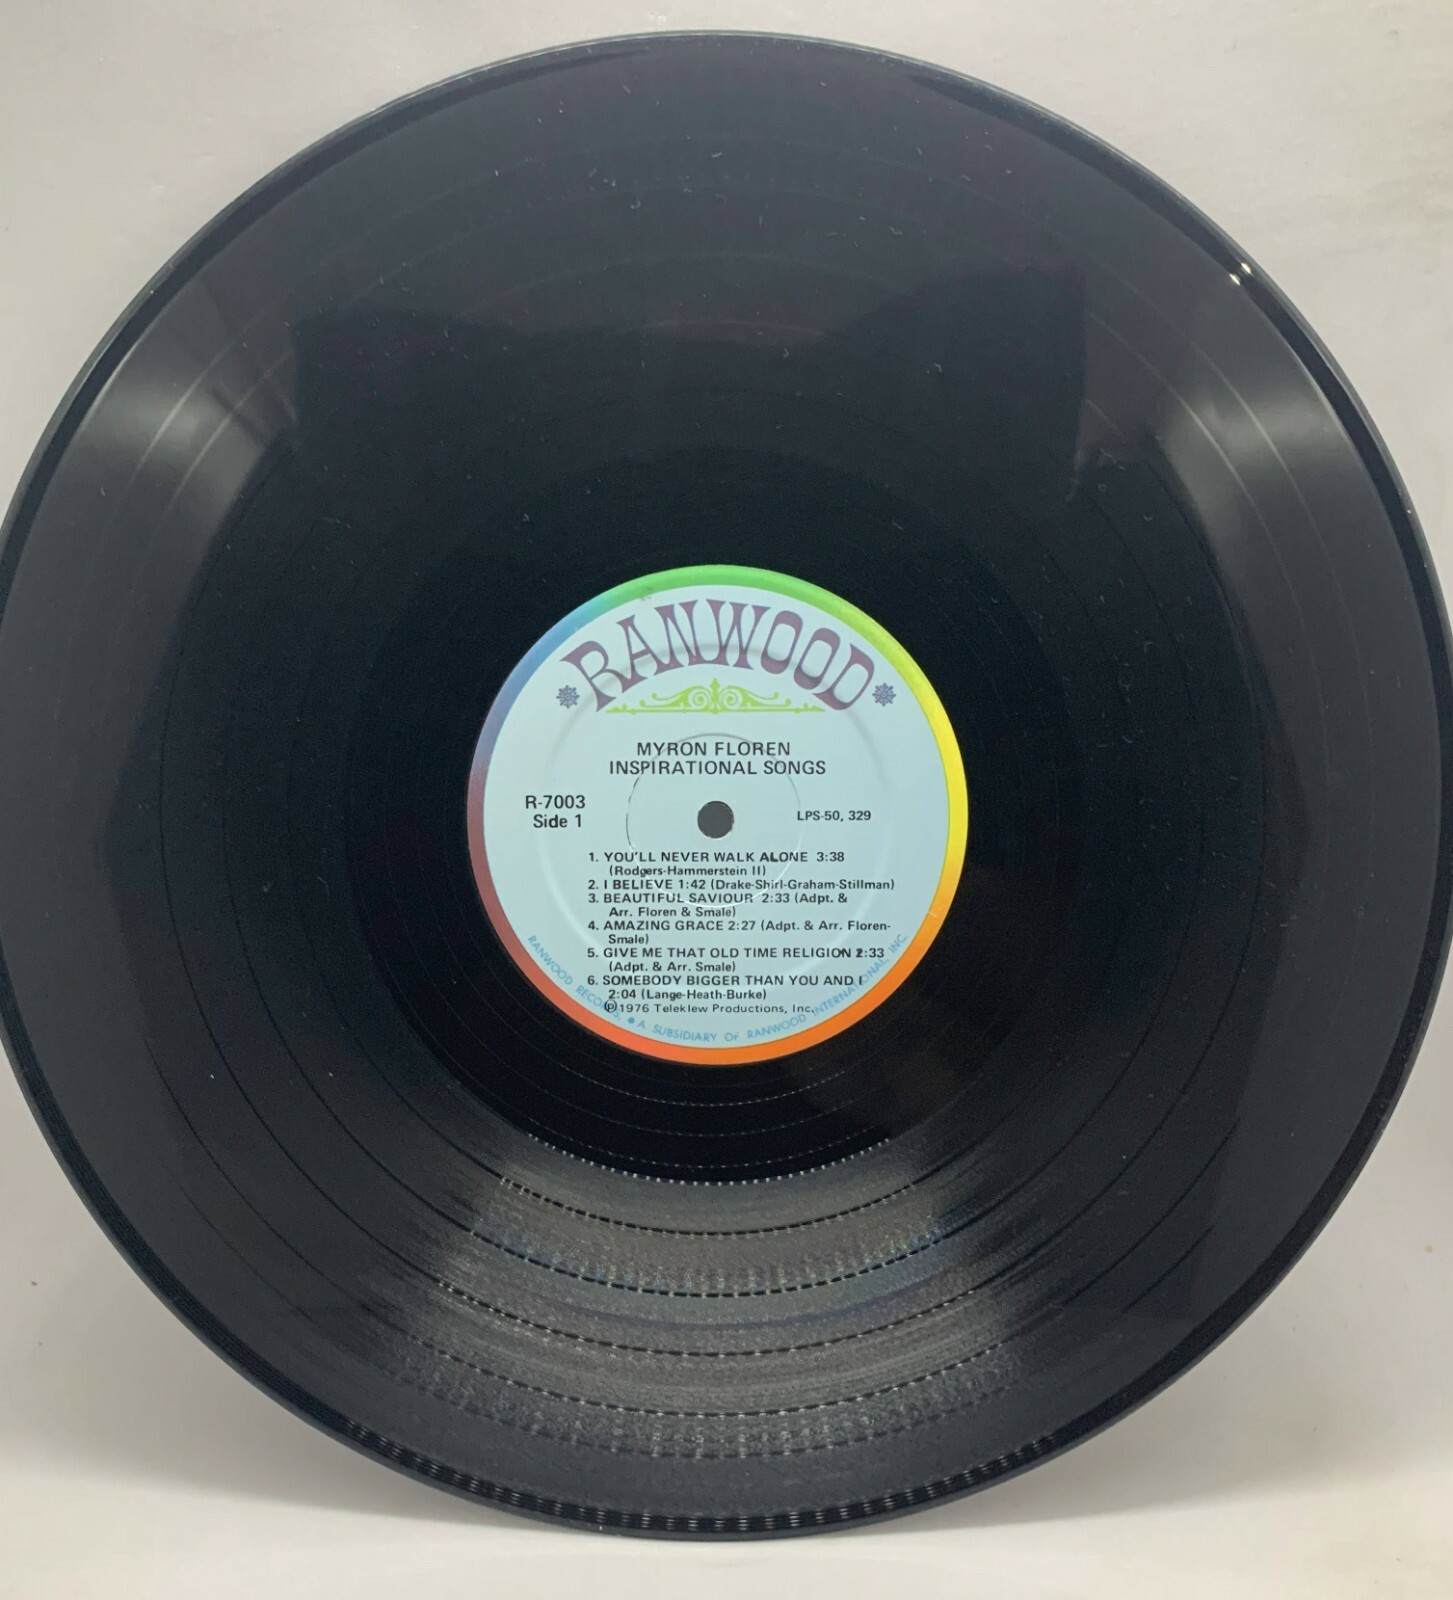 RANWOOD
MYRON FLOREN
INSPIRATIONAL SONGS
R-7003
Side 1
LPS-50, 329
1. YOU'LL NEVER WALK ALONE 3:38
(Rodgers-Hammerstein II)
2. I BELIEVE 1:42 (Drake-Shirl-Graham-Stillman)
3. BEAUTIFUL SAVIOUR 2:33 (Adpt. &
Arr. Floren & Smale)
4. AMAZING GRACE 2:27 (Adpt. & Arr. Floren-
Smale)
5. GIVE ME THAT OLD TIME RELIGION 2:33
(Adpt. & Arr. Smale)
6. SOMEBODY BIGGER THAN YOU AND I
2:04 (Lange-Heath-Burke)
℗1976 Teleklew Productions, Inc.
RANWOOD RECORDS, • A SUBSIDIARY OF RANWOOD INTERNATIONAL, INC.